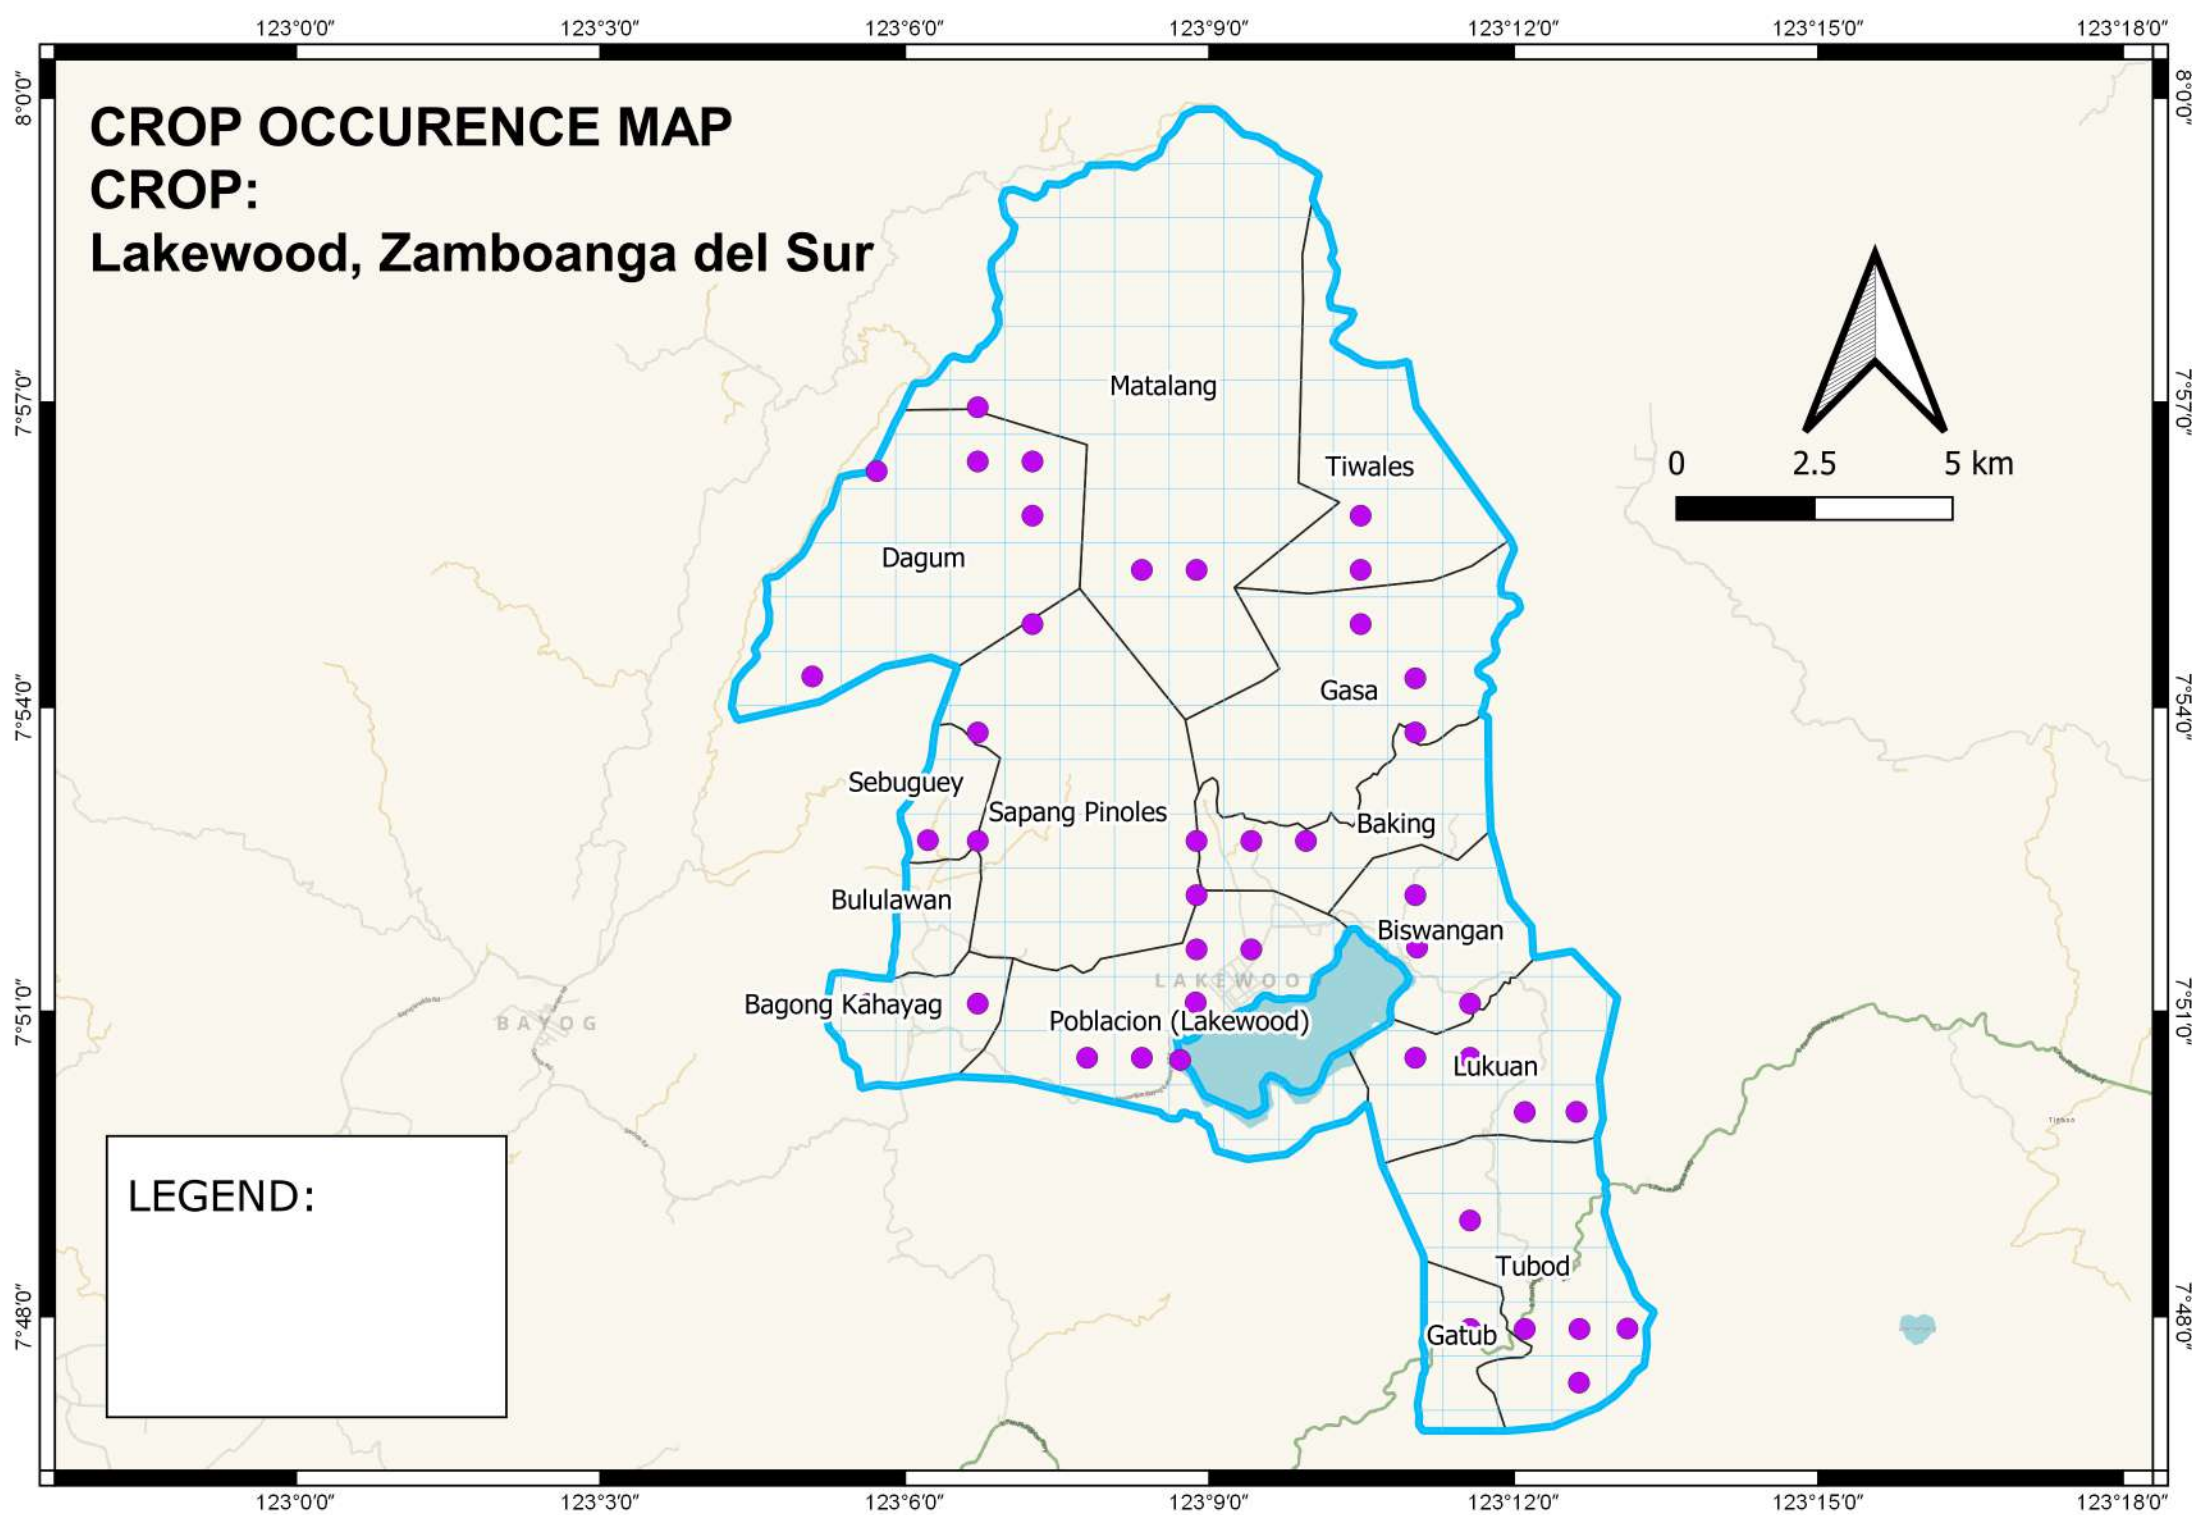 123°0'0" 123°3'0" 123°6'0" 123°9'0" 123°12'0" 123°15'0" 123°18'0"
8°0'0" 8°0'0"
CROP OCCURENCE MAP
CROP:
Lakewood, Zamboanga del Sur
Matalang
7°57'0" 7°57'0"
Tiwales
0 2.5 5 km
Dagum
Gasa
7°54'0" 7°54'0"
Sebuguey
Sapang Pinoles
Baking
Bululawan
Biswangan
LAKEWOO
Bagong Kahayag
7°51'0" 7°51'0"
BAYOG
Poblacion (Lakewood)
Lukuan
LEGEND:
Tubod
7°48'0" 7°48'0"
Gatub
123°0'0" 123°3'0" 123°6'0" 123°9'0" 123°12'0" 123°15'0" 123°18'0"